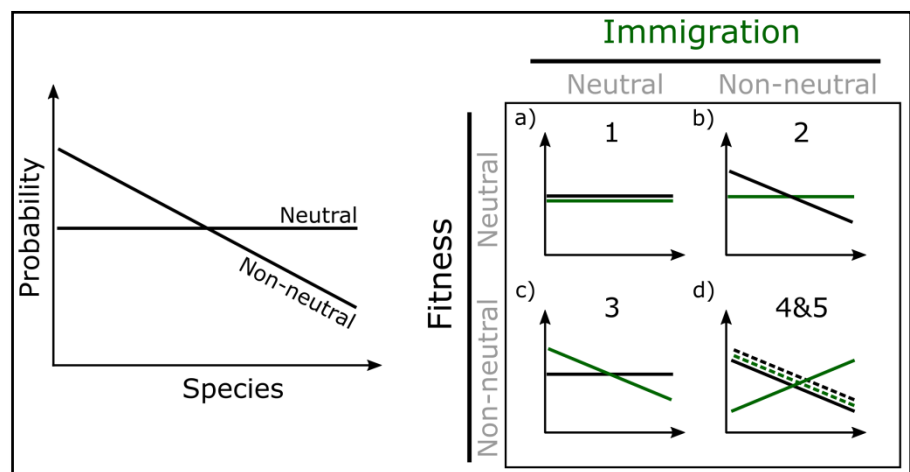 Probability
Species
Neutral
Non-neutral
Immigration
Neutral
Non-neutral
Fitness
Neutral
Non-neutral
a)
1
b)
2
c)
3
d)
4&5